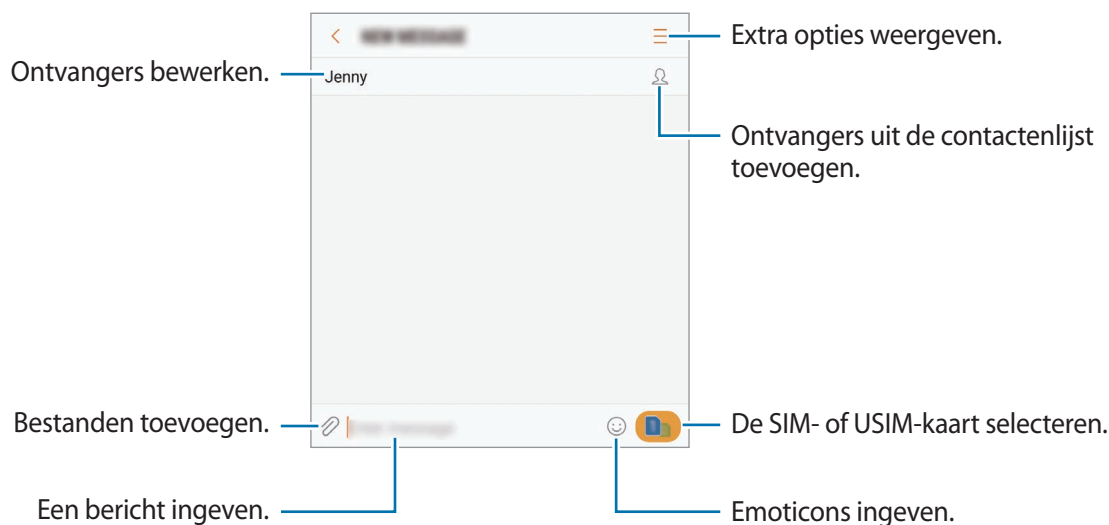 Extra opties weergeven.
Ontvangers bewerken.
Jenny
Ontvangers uit de contactenlijst
toevoegen.
Bestanden toevoegen.
De SIM- of USIM-kaart selecteren.
Een bericht ingeven.
Emoticons ingeven.